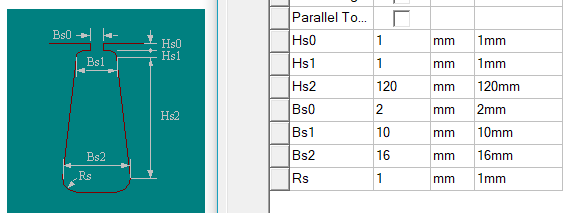 Bs0
Hs0
Hs1
Bs1
Hs2
Bs2
Rs
Parallel To...
Hs0 1 mm 1mm
Hs1 1 mm 1mm
Hs2 120 mm 120mm
Bs0 2 mm 2mm
Bs1 10 mm 10mm
Bs2 16 mm 16mm
Rs 1 mm 1mm